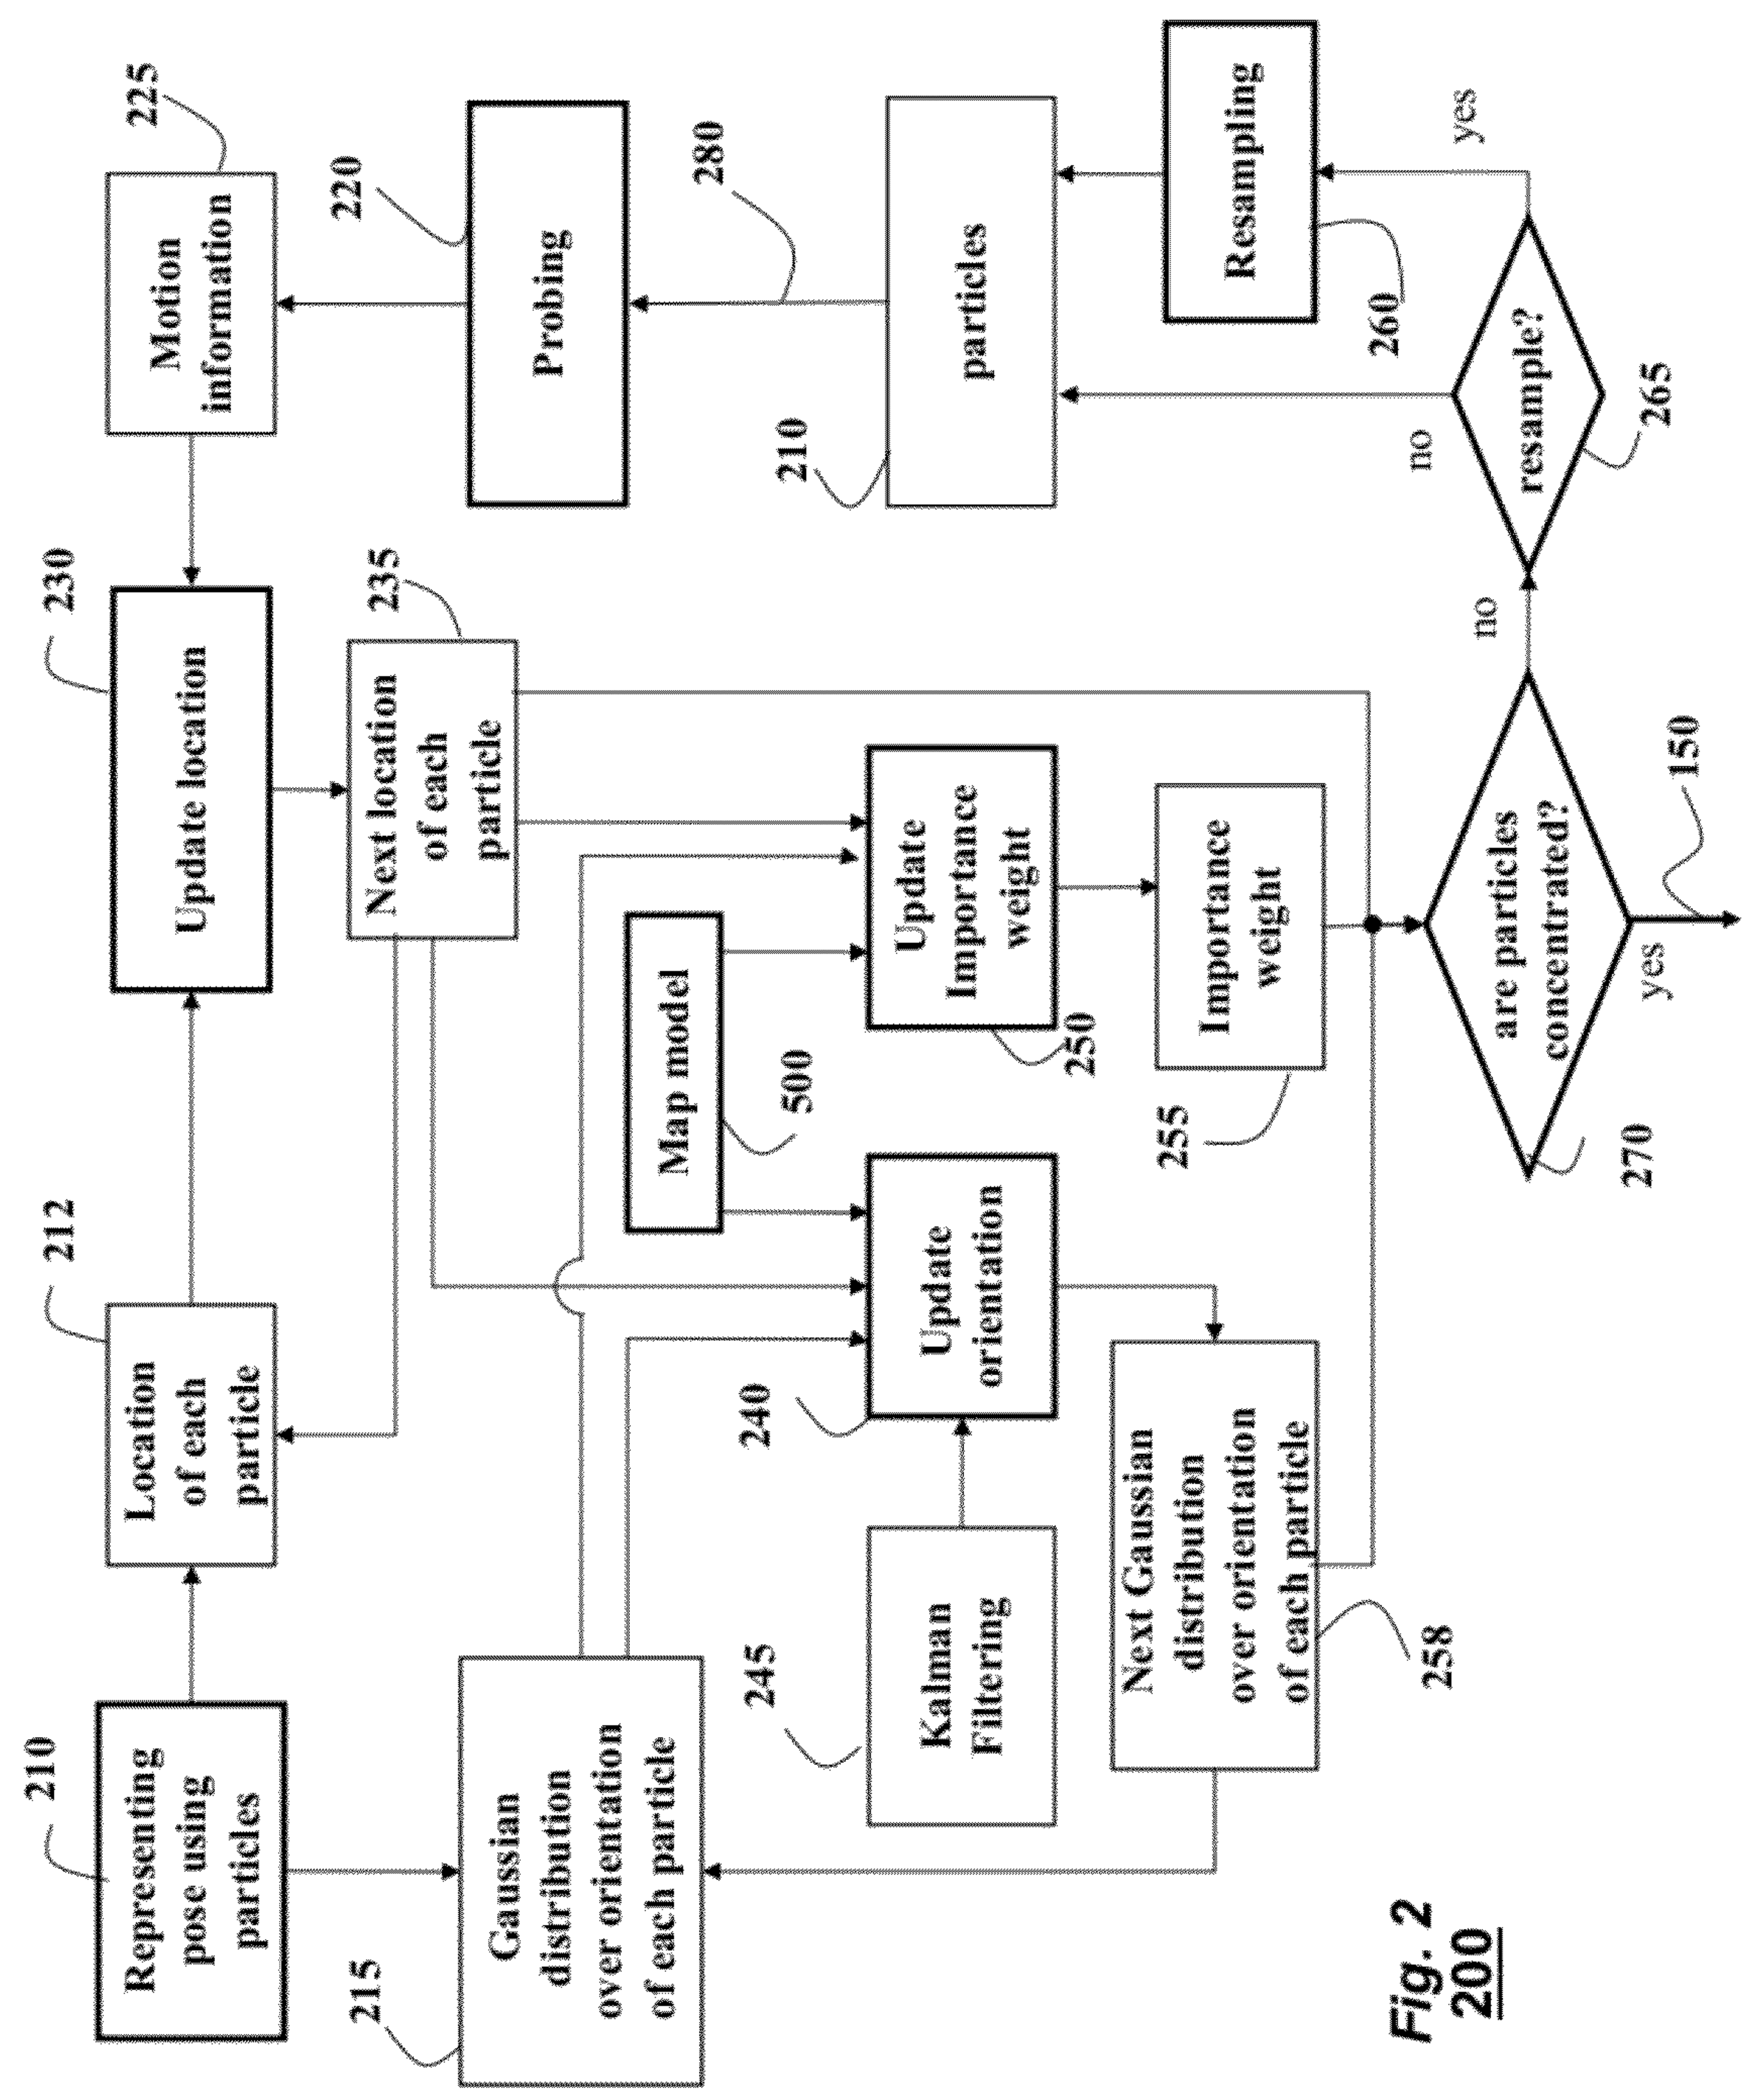 210
Representing
pose using
particles
212
Location
of each
particle
230
Update location
225
Motion
information
215
Gaussian
distribution
over orientation
of each particle
235
Next location
of each
particle
220
Probing
280
Map model
500
245
Kalman
Filtering
240
Update
orientation
250
Update
Importance
weight
210
particles
258
Next Gaussian
distribution
over orientation
of each particle
255
Importance
weight
260
Resampling
270
are particles
concentrated?
no
yes
150
265
resample?
no
yes
Fig. 2
200